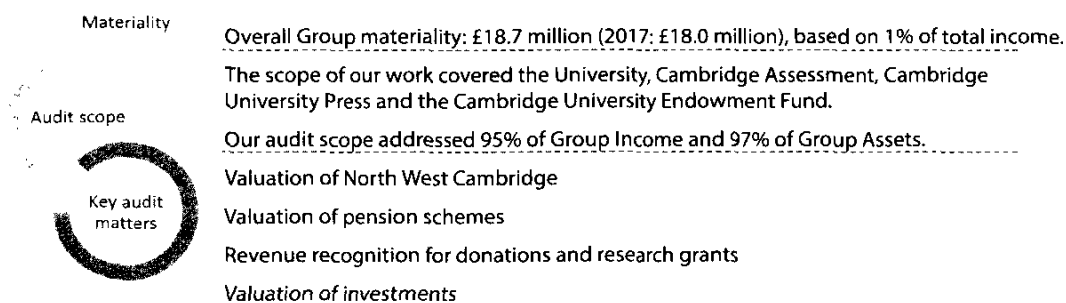 Materiality
Overall Group materiality: £18.7 million (2017: £18.0 million), based on 1% of total income.
The scope of our work covered the University, Cambridge Assessment, Cambridge
University Press and the Cambridge University Endowment Fund.
Audit scope
Our audit scope addressed 95% of Group Income and 97% of Group Assets.
Key audit
matters
Valuation of North West Cambridge
Valuation of pension schemes
Revenue recognition for donations and research grants
Valuation of investments